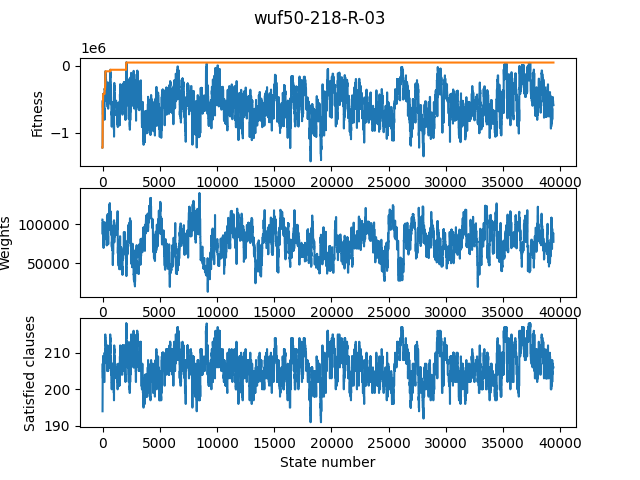 wuf50-218-R-03
1e6
0
−1
Fitness
0 5000 10000 15000 20000 25000 30000 35000 40000
100000
50000
Weights
0 5000 10000 15000 20000 25000 30000 35000 40000
210
200
190
Satisfied clauses
0 5000 10000 15000 20000 25000 30000 35000 40000
State number